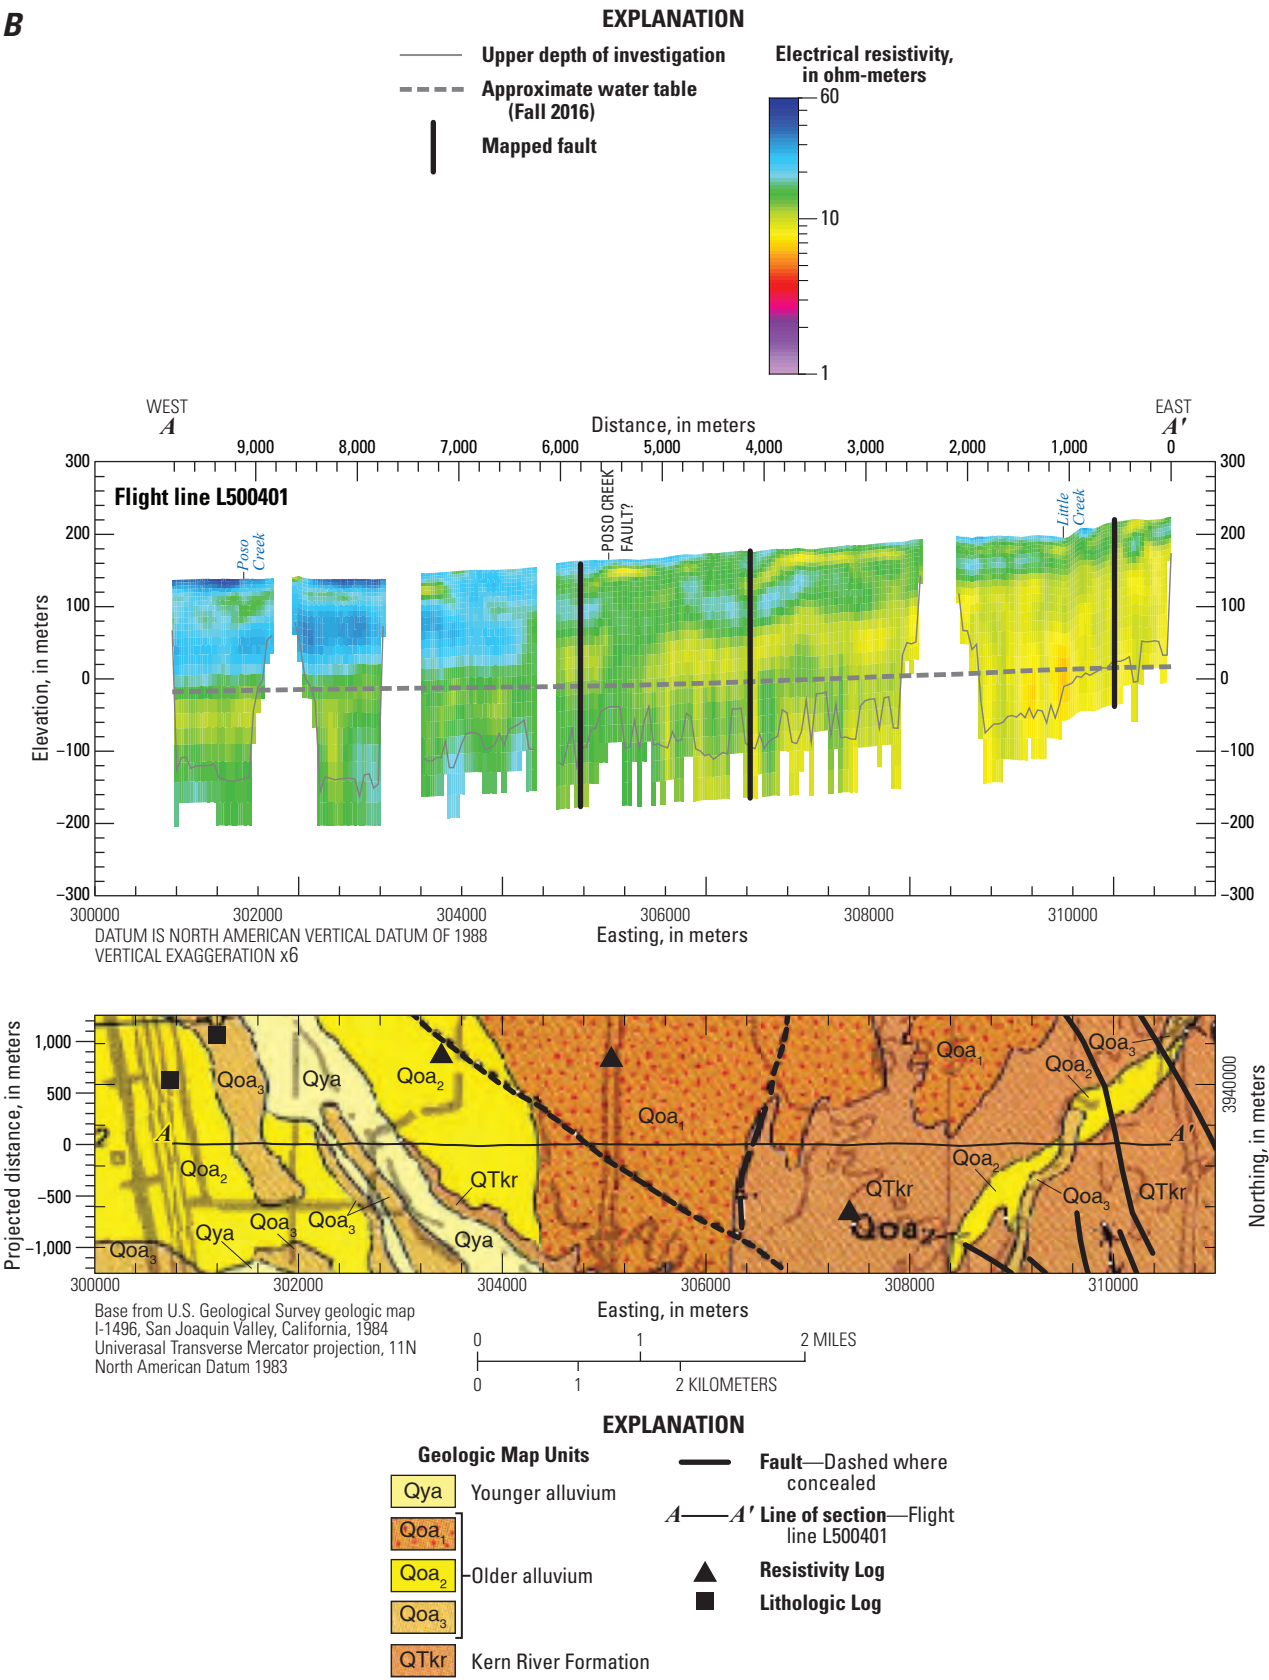 B
EXPLANATION
Upper depth of investigation
Approximate water table
(Fall 2016)
Mapped fault
Electrical resistivity,
in ohm-meters
60
10
1
WEST
A
EAST
A′
Distance, in meters
9,000 8,000 7,000 6,000 5,000 4,000 3,000 2,000 1,000 0
Flight line L500401
Poso
Creek
POSO CREEK
FAULT?
Little
Creek
Elevation, in meters
300 300
200 200
100 100
0 0
−100 −100
−200 −200
−300 −300
300000 302000 304000 306000 308000 310000
Easting, in meters
DATUM IS NORTH AMERICAN VERTICAL DATUM OF 1988
VERTICAL EXAGGERATION x6
Projected distance, in meters
1,000
500
0
−500
−1,000
Northing, in meters
3940000
A A′
Qoa3 Qya Qoa2 Qoa1 Qoa1 Qoa2 Qoa3
Qoa2 QTkr Qoa2 QTkr Qoa3 QTkr
Qoa3 Qya Qoa3 Qoa3 Qya Qoa2
300000 302000 304000 306000 308000 310000
Easting, in meters
Base from U.S. Geological Survey geologic map
I-1496, San Joaquin Valley, California, 1984
Univerasal Transverse Mercator projection, 11N
North American Datum 1983
0 1 2 MILES
0 1 2 KILOMETERS
EXPLANATION
Geologic Map Units
Qya Younger alluvium
Qoa1
Qoa2 Older alluvium
Qoa3
QTkr Kern River Formation
Fault—Dashed where
concealed
A—A′ Line of section—Flight
line L500401
Resistivity Log
Lithologic Log